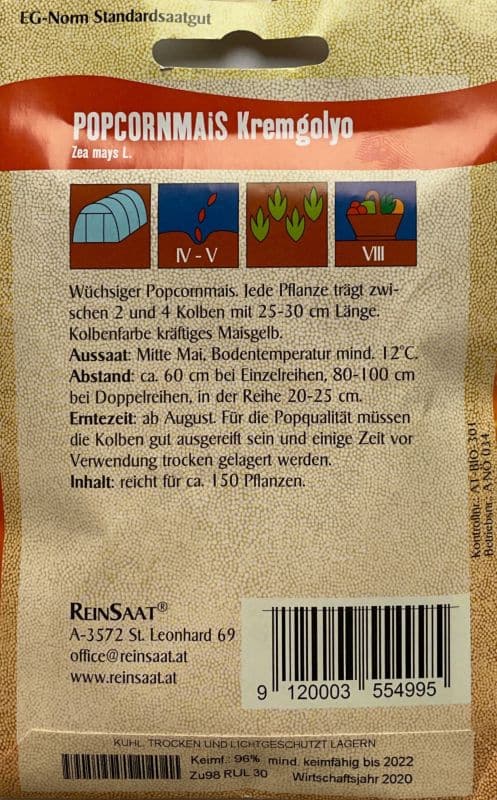 EG-Norm Standardsaatgut
POPCORNMAiS Kremgolyo
Zea mays L.
IV - V
VIII
Wüchsiger Popcornmais. Jede Pflanze trägt zwi-
schen 2 und 4 Kolben mit 25-30 cm Länge.
Kolbenfarbe kräftiges Maisgelb.
Aussaat: Mitte Mai, Bodentemperatur mind. 12°C.
Abstand: ca. 60 cm bei Einzelreihen, 80-100 cm
bei Doppelreihen, in der Reihe 20-25 cm.
Erntezeit: ab August. Für die Popqualität müssen
die Kolben gut ausgereift sein und einige Zeit vor
Verwendung trocken gelagert werden.
Inhalt: reicht für ca. 150 Pflanzen.
Kontrollnr.: AT-BIO-301
Betriebsnr.: ANO 034
REINSAAT®
A-3572 St. Leonhard 69
office@reinsaat.at
www.reinsaat.at
9 120003 554995
KÜHL, TROCKEN UND LICHTGESCHÜTZT LAGERN
Keimf.: 96% mind. keimfähig bis 2022
Zu98 RUL 30 Wirtschaftsjahr 2020